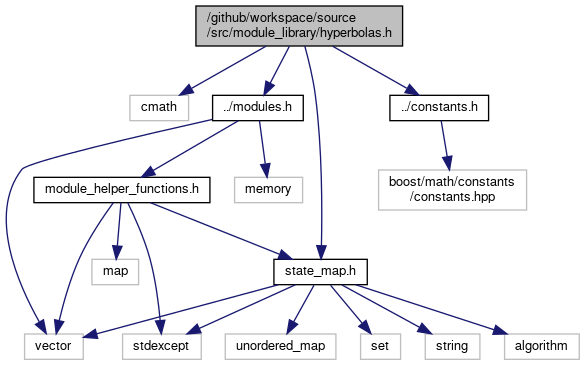 /github/workspace/source
/src/module_library/hyperbolas.h
cmath
../modules.h
../constants.h
module_helper_functions.h
memory
boost/math/constants
/constants.hpp
map
state_map.h
vector
stdexcept
unordered_map
set
string
algorithm